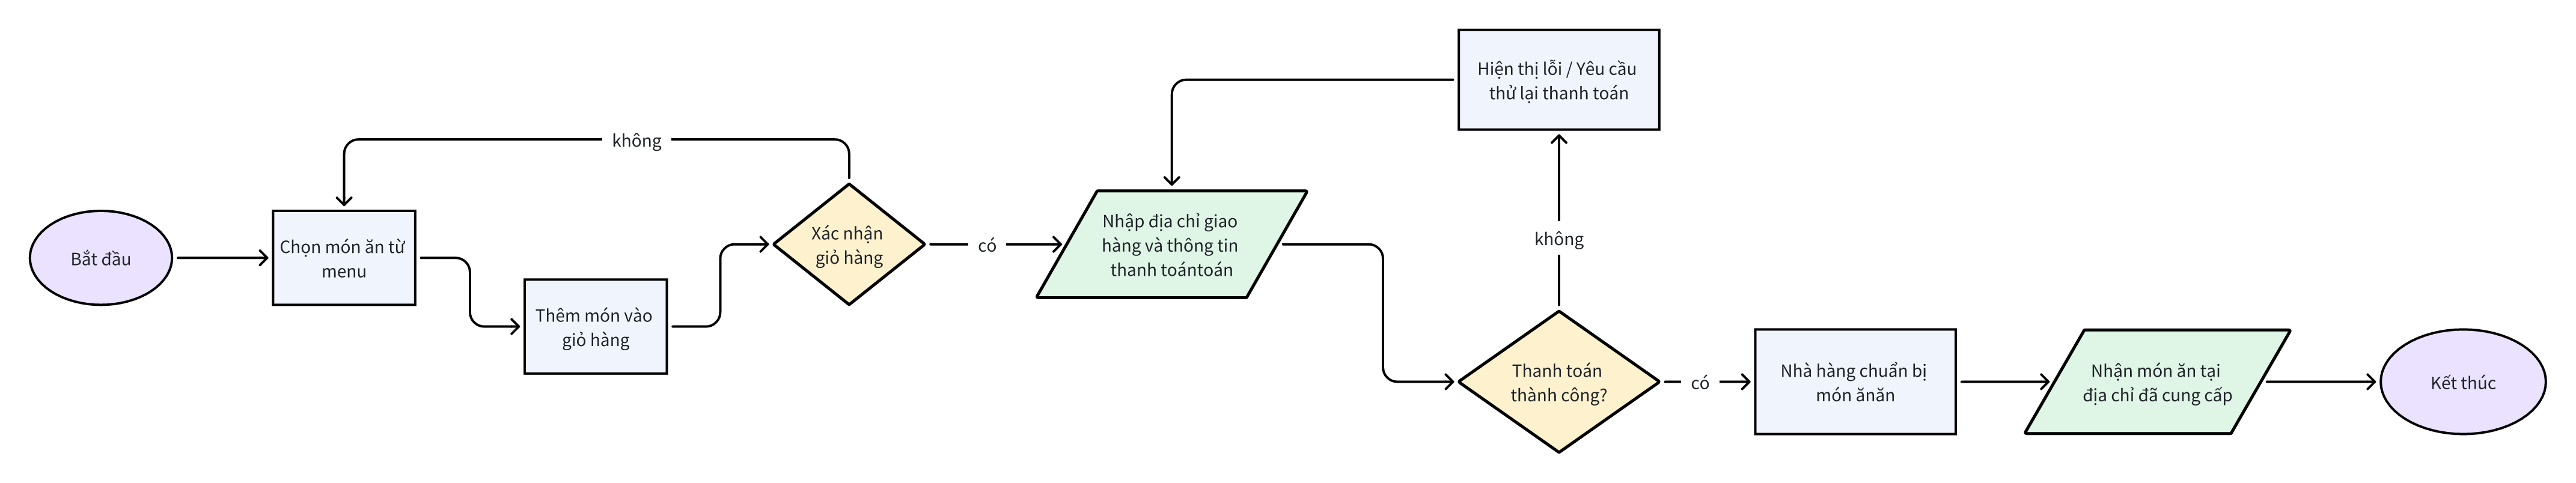 Bắt đầu
Chọn món ăn từ
menu
Thêm món vào
giỏ hàng
không
Xác nhận
giỏ hàng
có
Nhập địa chỉ giao
hàng và thông tin
thanh toántoán
Hiện thị lỗi / Yêu cầu
thử lại thanh toán
không
Thanh toán
thành công?
có
Nhà hàng chuẩn bị
món ănăn
Nhận món ăn tại
địa chỉ đã cung cấp
Kết thúc